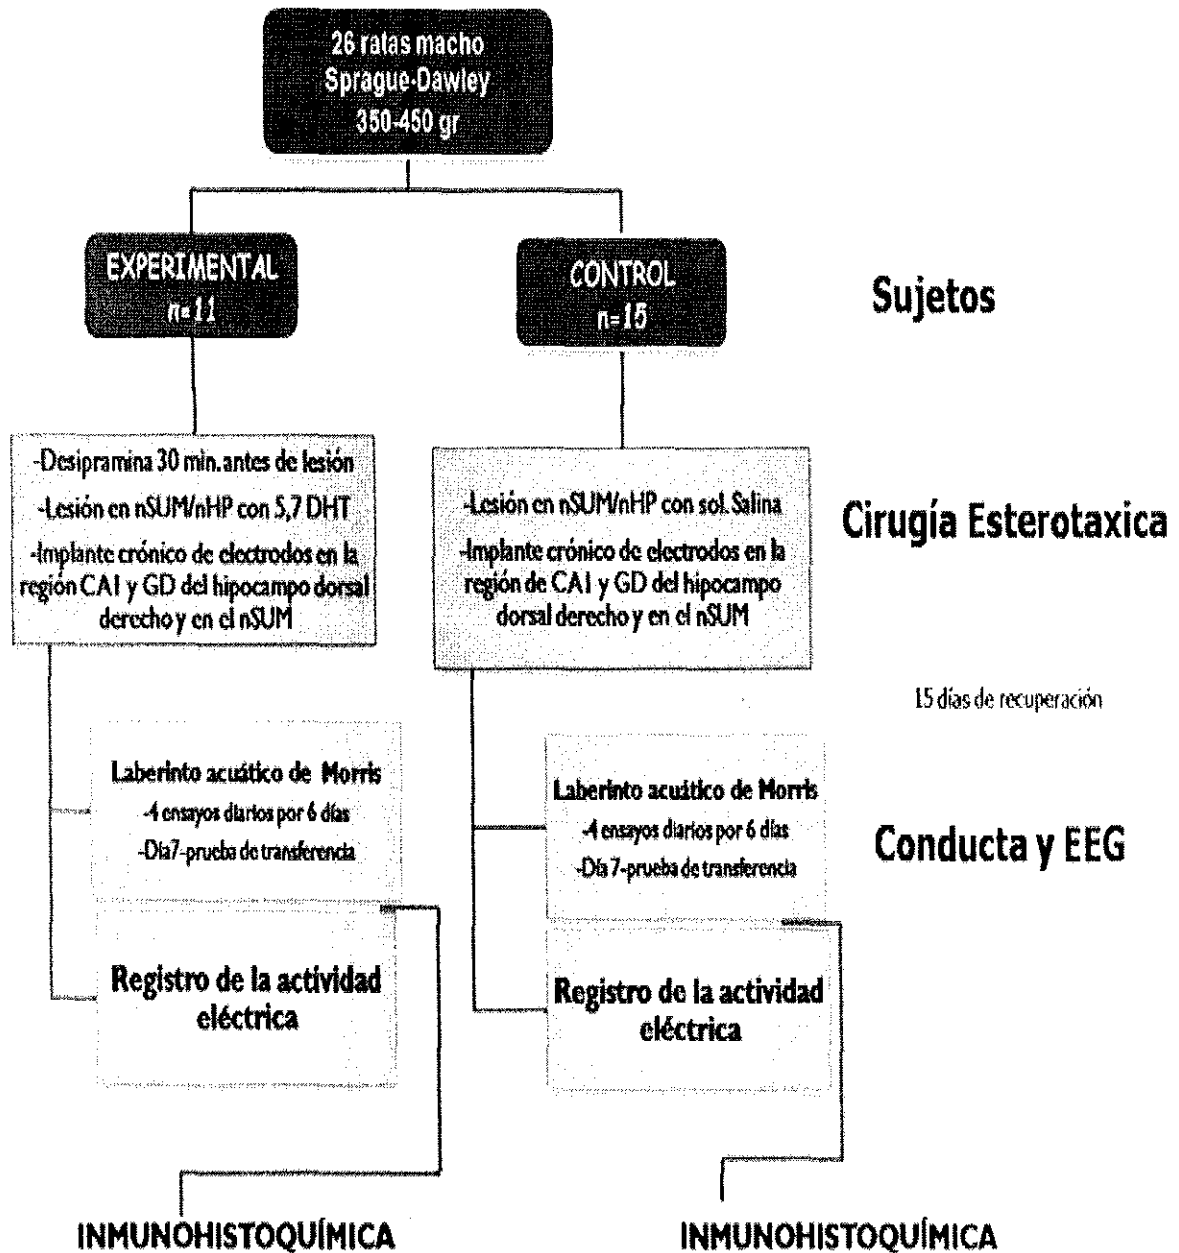 26 ratas macho
Sprague-Dawley
350-450 gr
EXPERIMENTAL
n=11
CONTROL
n=15
Sujetos
-Desipramina 30 min. antes de lesión
-Lesión en nSUM/nHP con 5,7 DHT
-Implante crónico de electrodos en la
región CA1 y GD del hipocampo dorsal
derecho y en el nSUM
-Lesión en nSUM/nHP con sol. Salina
-Implante crónico de electrodos en la
región de CA1 y GD del hipocampo
dorsal derecho y en el nSUM
Cirugía Esterotaxica
15 días de recuperación
Laberinto acuático de Morris
-4 ensayos diarios por 6 días
-Día7-prueba de transferencia
Laberinto acuático de Morris
-4 ensayos diarios por 6 días
-Día 7-prueba de transferencia
Conducta y EEG
Registro de la actividad
eléctrica
Registro de la actividad
eléctrica
INMUNOHISTOQUÍMICA
INMUNOHISTOQUÍMICA